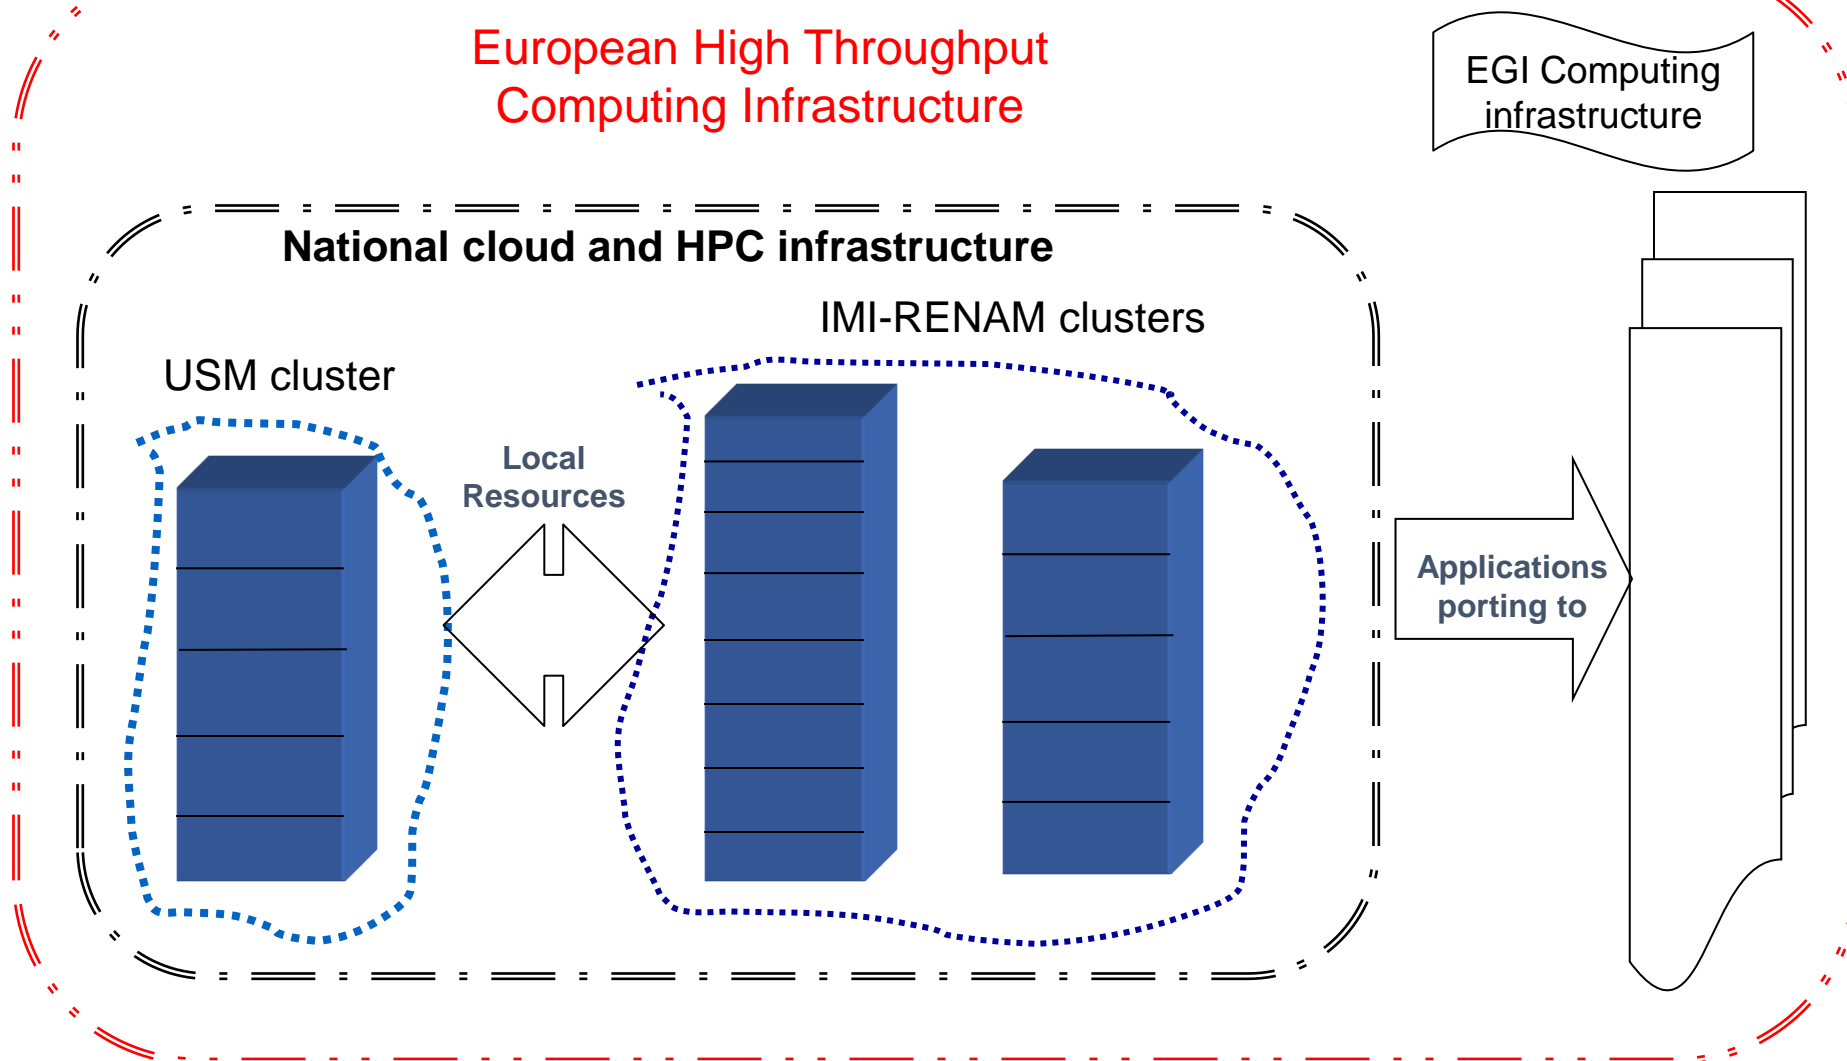 European High Throughput
Computing Infrastructure
EGI Computing
infrastructure
National cloud and HPC infrastructure
IMI-RENAM clusters
USM cluster
Local
Resources
Applications
porting to